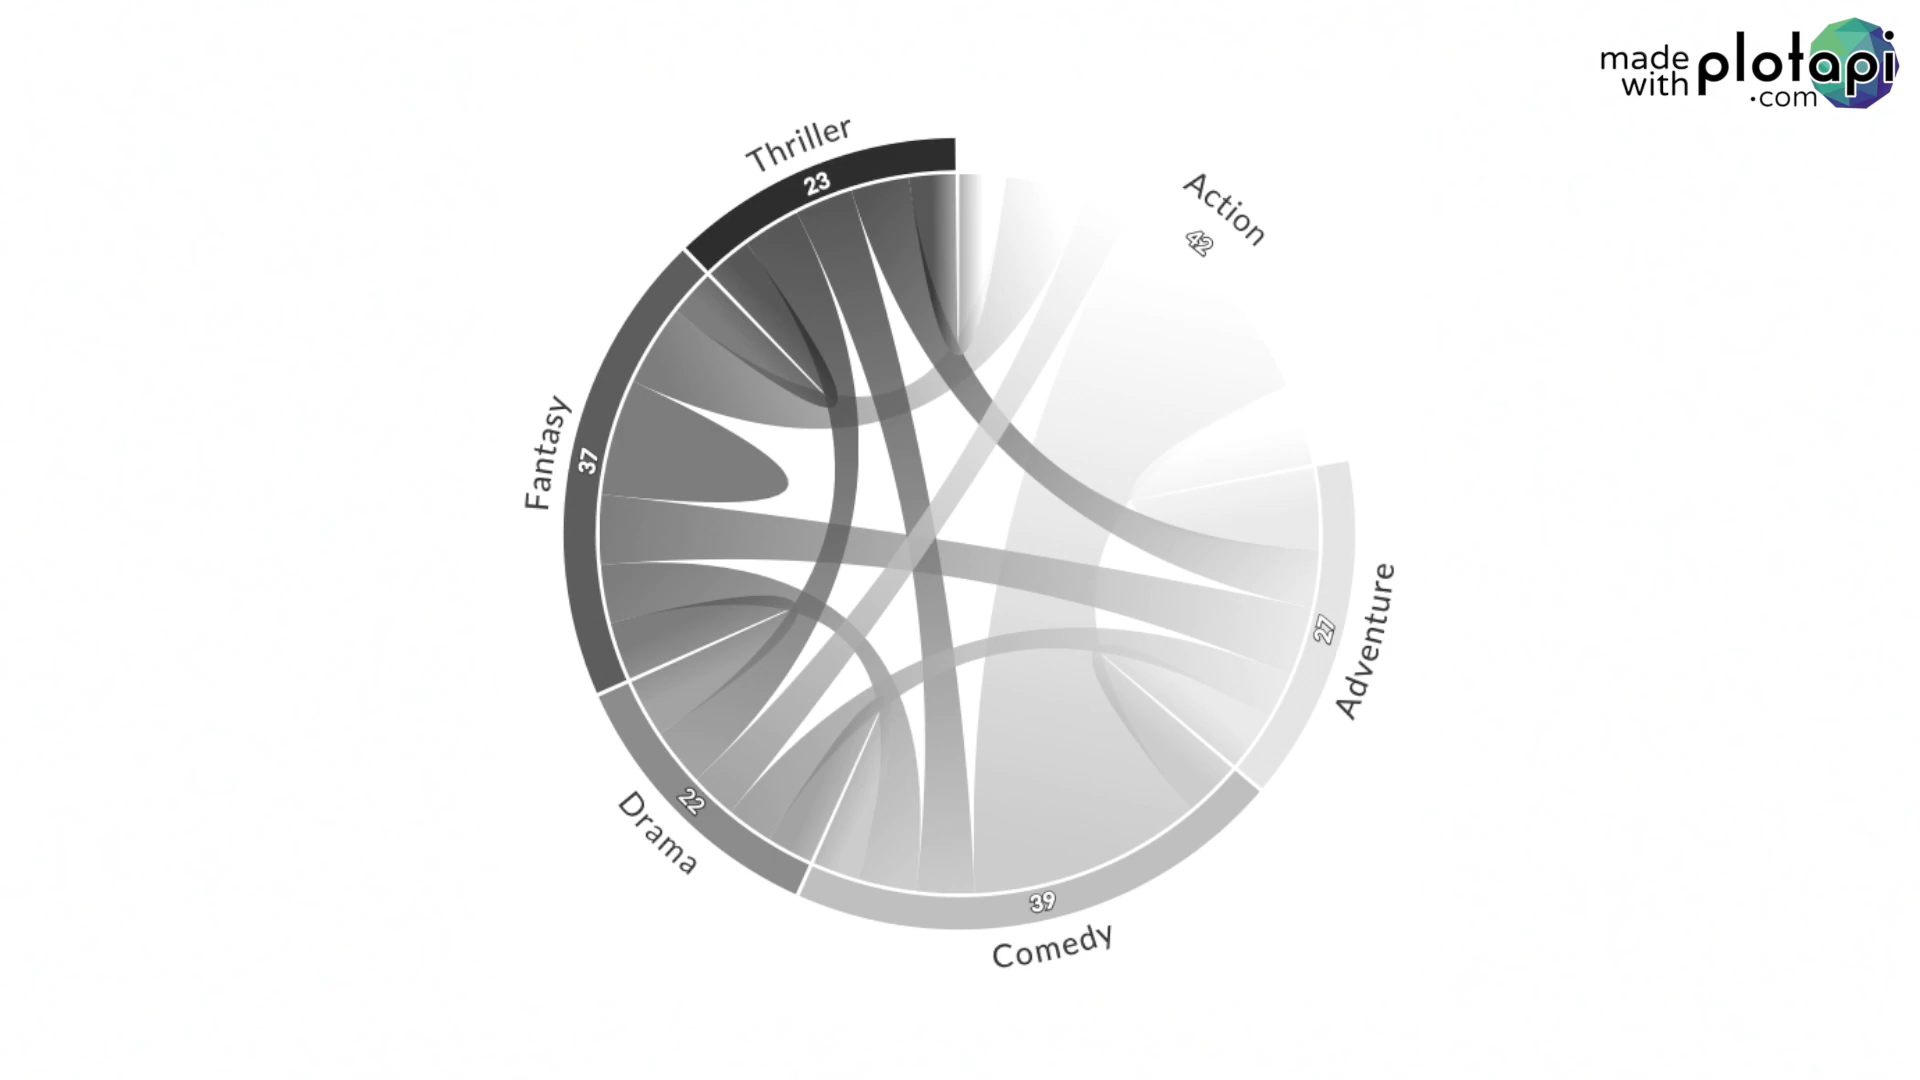 made
with plotapi
.com
Thriller
23
Action
42
Fantasy
37
Adventure
27
Drama
22
Comedy
39